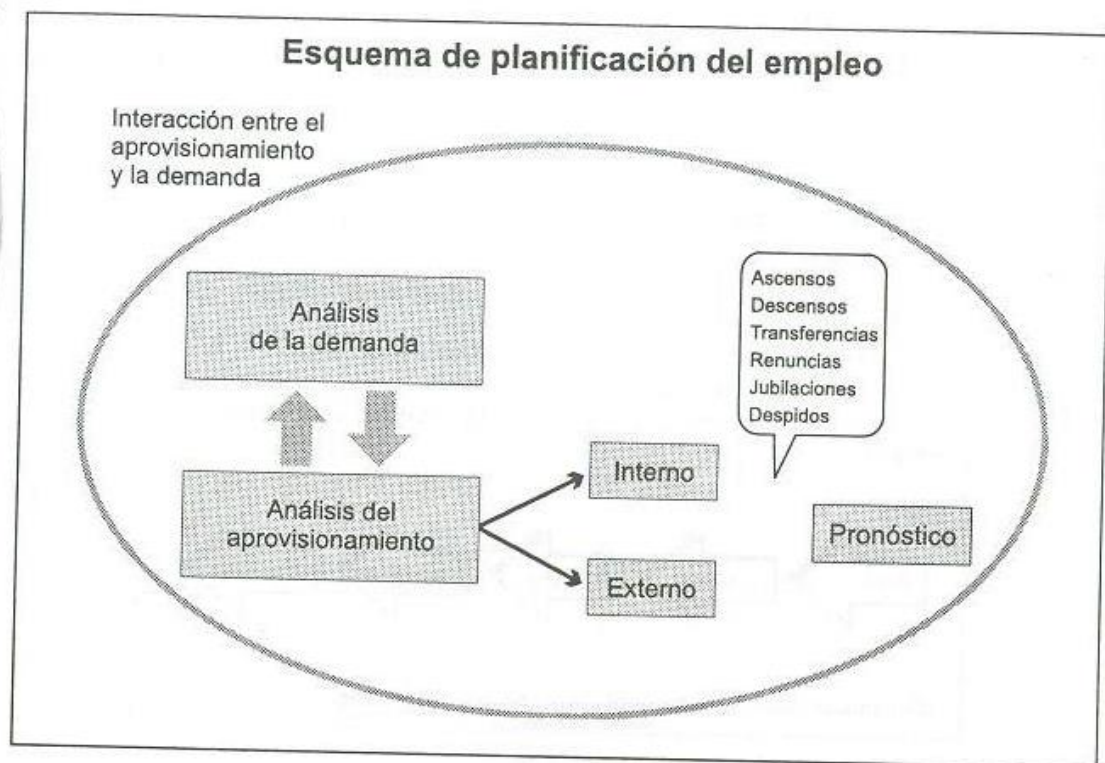 Esquema de planificación del empleo
Interacción entre el
aprovisionamiento
y la demanda
Análisis
de la demanda
Ascensos
Descensos
Transferencias
Renuncias
Jubilaciones
Despidos
Análisis del
aprovisionamiento
Interno
Externo
Pronóstico